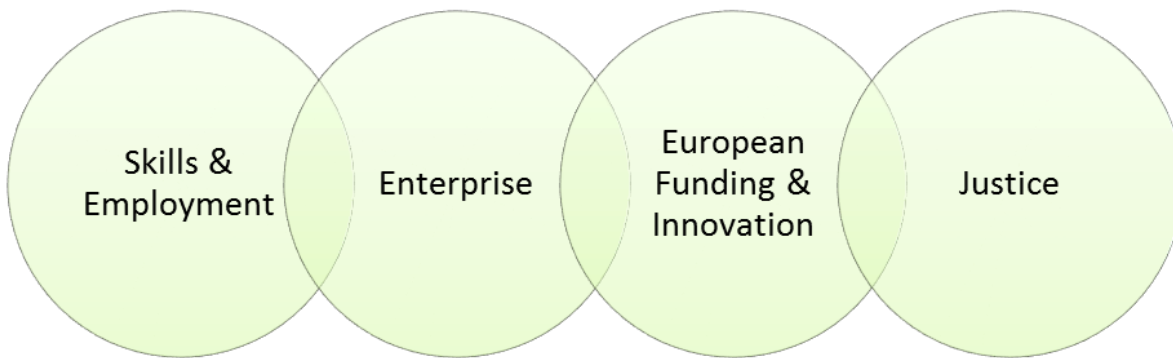 Skills &
Employment
Enterprise
European
Funding &
Innovation
Justice